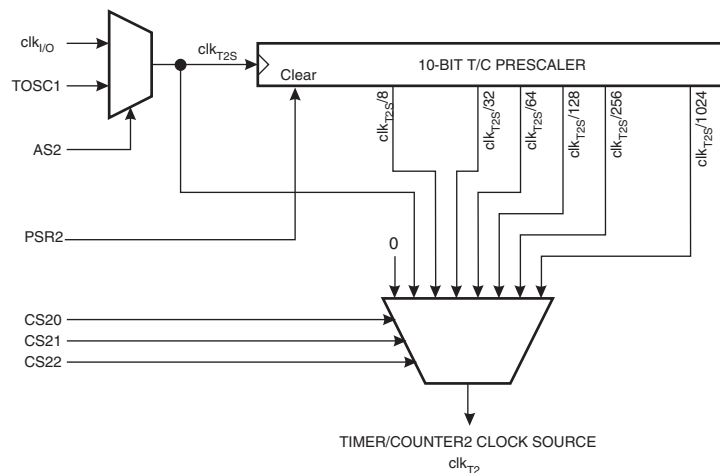 clkI/O
clkT2S
10-BIT T/C PRESCALER
TOSC1
Clear
clkT2S/8
clkT2S/32
clkT2S/64
clkT2S/128
clkT2S/256
clkT2S/1024
AS2
PSR2
0
CS20
CS21
CS22
TIMER/COUNTER2 CLOCK SOURCE
clkT2